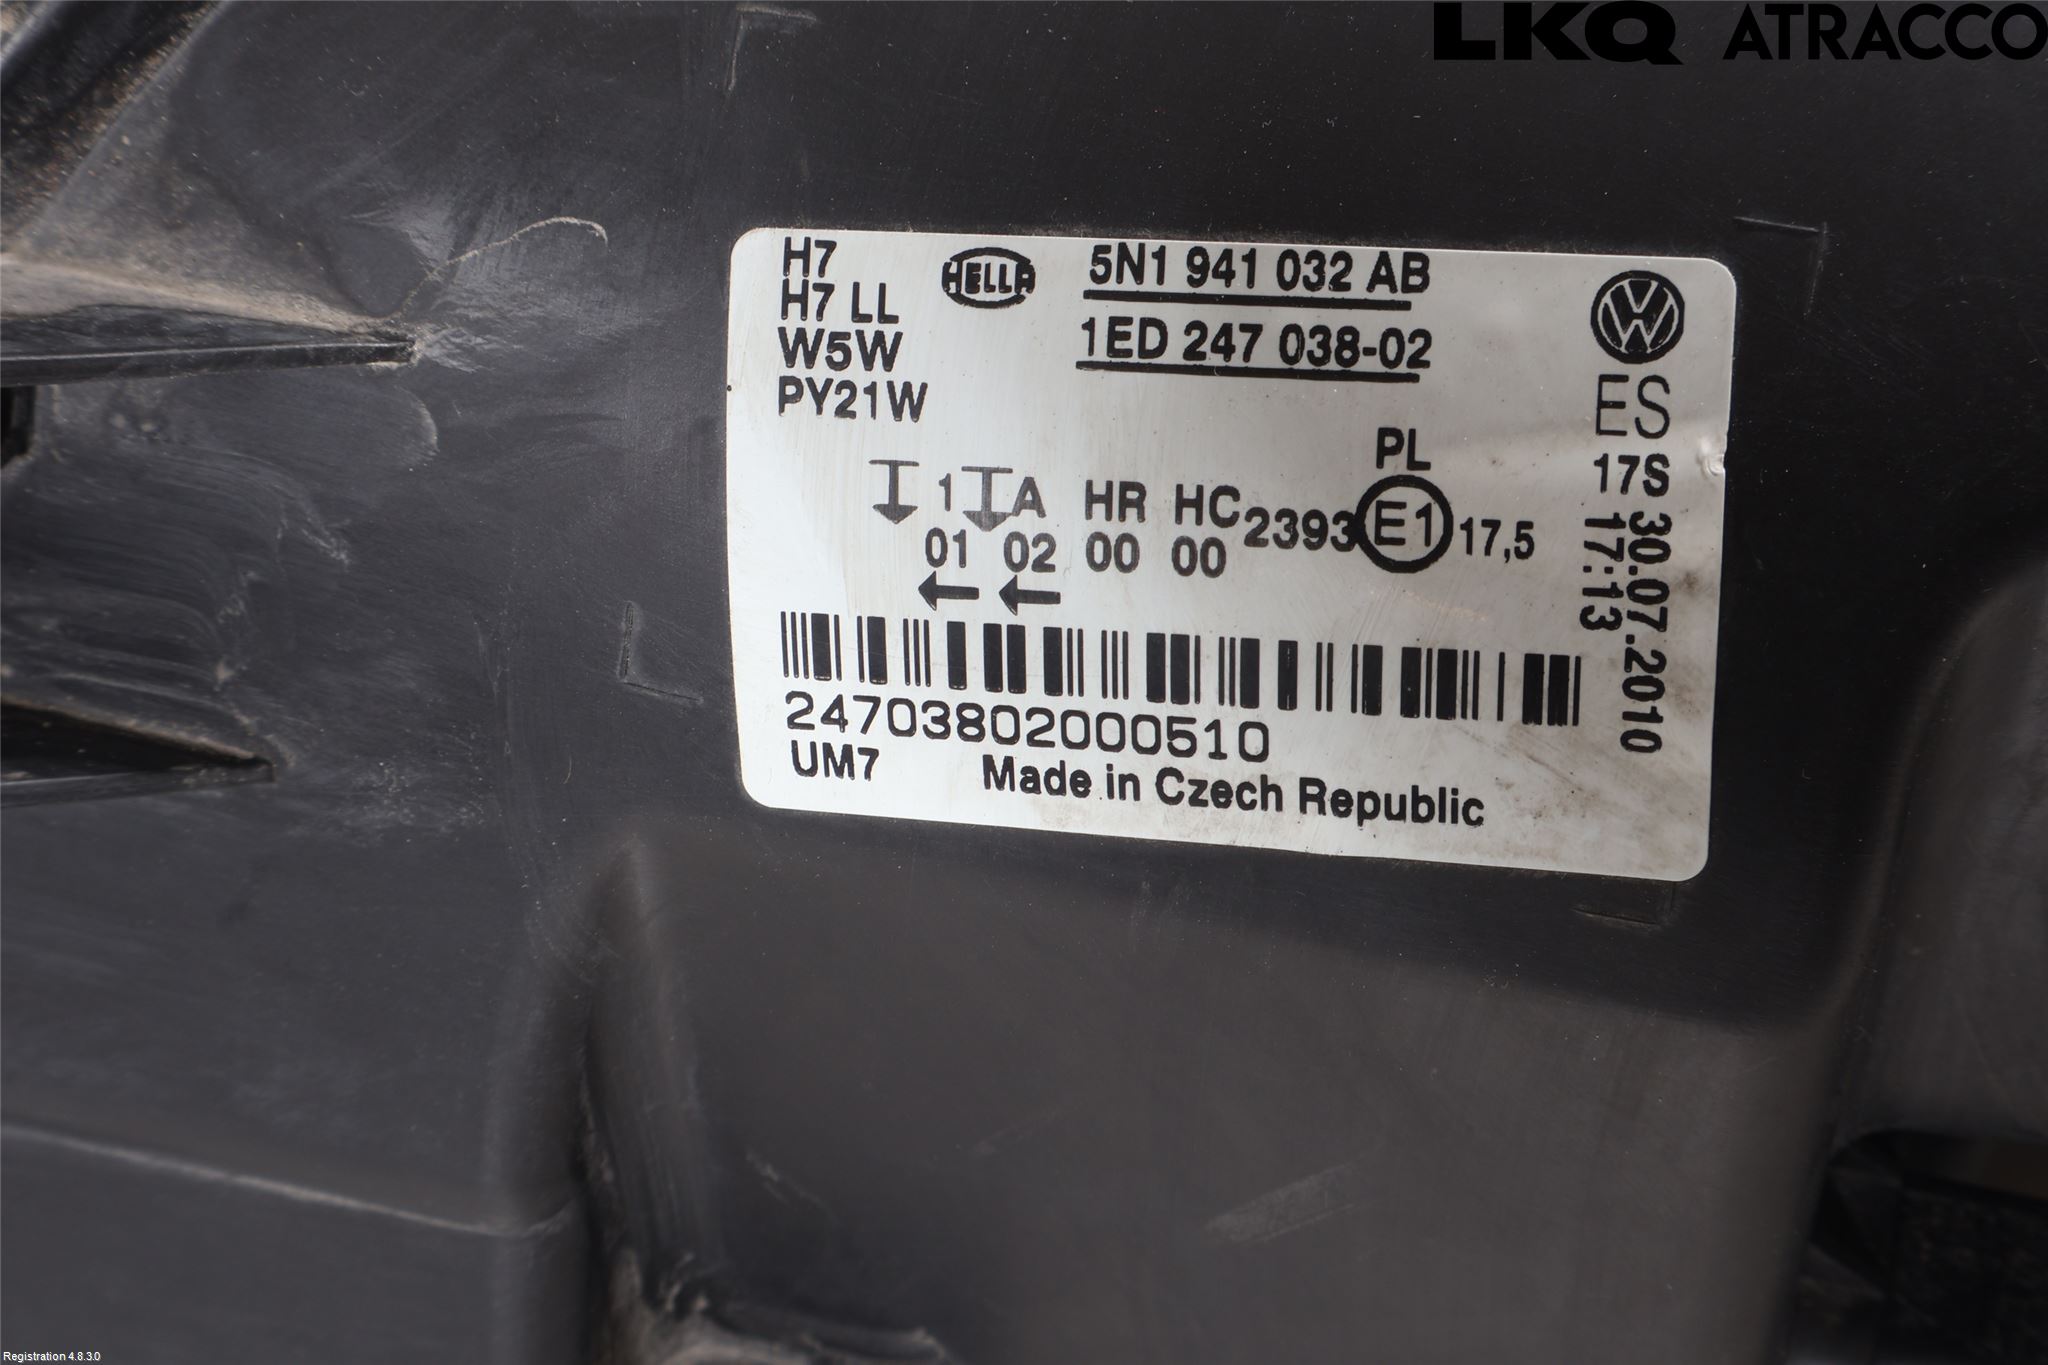 LKQ ATRACCO
H7
H7 LL
W5W
PY21W
HELLA
5N1 941 032 AB
1ED 247 038-02
ES
17S 30.07.2010
17:13
PL
1 A HR HC 2393 E1 17,5
01 02 00 00
24703802000510
UM7 Made in Czech Republic
Registration 4.8.3.0